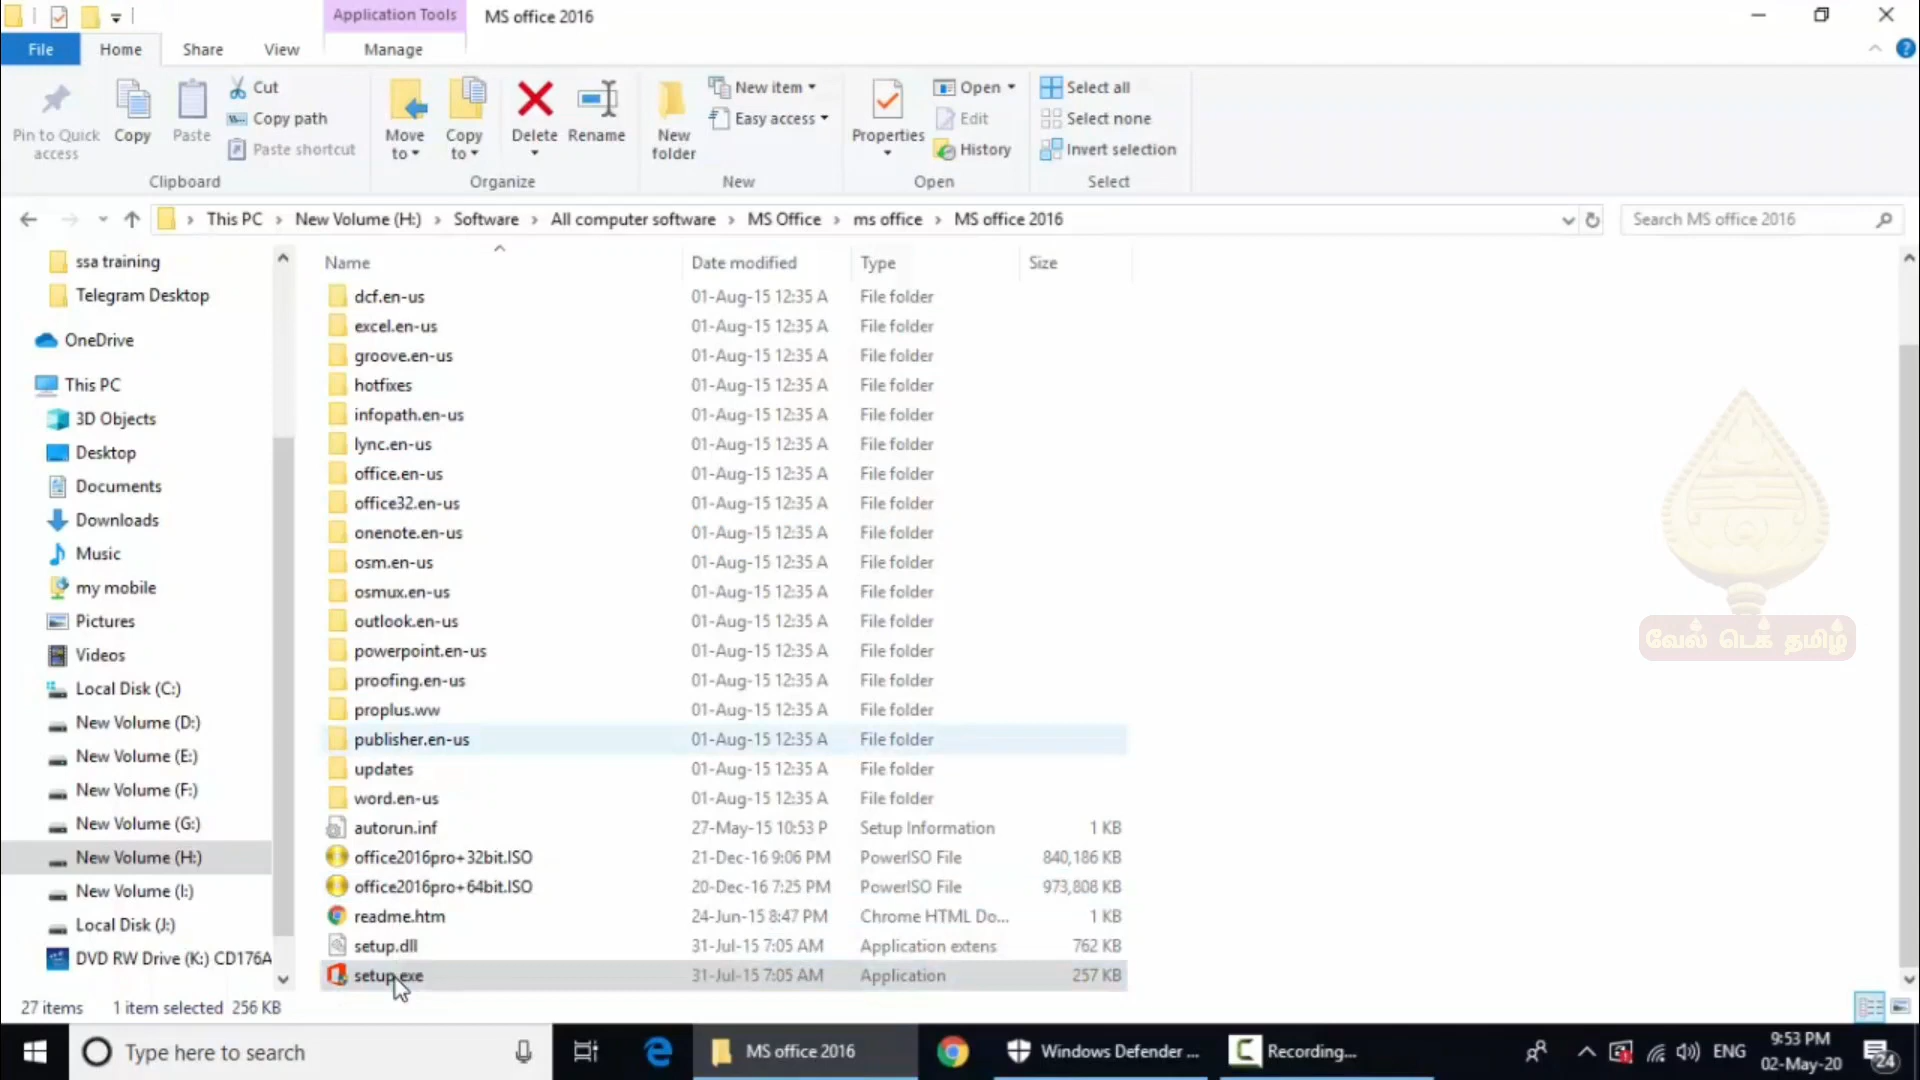 Application Tools MS office 2016
File Home Share View Manage
Pin to Quick access
Copy
Paste
Cut
Copy path
Paste shortcut
Clipboard
Move to
Copy to
Delete
Rename
Organize
New folder
New item
Easy access
New
Properties
Open
Edit
History
Open
Select all
Select none
Invert selection
Select
This PC > New Volume (H:) > Software > All computer software > MS Office > ms office > MS office 2016
Search MS office 2016
ssa training
Telegram Desktop
OneDrive
This PC
3D Objects
Desktop
Documents
Downloads
Music
my mobile
Pictures
Videos
Local Disk (C:)
New Volume (D:)
New Volume (E:)
New Volume (F:)
New Volume (G:)
New Volume (H:)
New Volume (I:)
Local Disk (J:)
DVD RW Drive (K:) CD176A
Name Date modified Type Size
dcf.en-us 01-Aug-15 12:35 A File folder
excel.en-us 01-Aug-15 12:35 A File folder
groove.en-us 01-Aug-15 12:35 A File folder
hotfixes 01-Aug-15 12:35 A File folder
infopath.en-us 01-Aug-15 12:35 A File folder
lync.en-us 01-Aug-15 12:35 A File folder
office.en-us 01-Aug-15 12:35 A File folder
office32.en-us 01-Aug-15 12:35 A File folder
onenote.en-us 01-Aug-15 12:35 A File folder
osm.en-us 01-Aug-15 12:35 A File folder
osmux.en-us 01-Aug-15 12:35 A File folder
outlook.en-us 01-Aug-15 12:35 A File folder
powerpoint.en-us 01-Aug-15 12:35 A File folder
proofing.en-us 01-Aug-15 12:35 A File folder
proplus.ww 01-Aug-15 12:35 A File folder
publisher.en-us 01-Aug-15 12:35 A File folder
updates 01-Aug-15 12:35 A File folder
word.en-us 01-Aug-15 12:35 A File folder
autorun.inf 27-May-15 10:53 P Setup Information 1 KB
office2016pro+32bit.ISO 21-Dec-16 9:06 PM PowerISO File 840,186 KB
office2016pro+64bit.ISO 20-Dec-16 7:25 PM PowerISO File 973,808 KB
readme.htm 24-Jun-15 8:47 PM Chrome HTML Do... 1 KB
setup.dll 31-Jul-15 7:05 AM Application extens 762 KB
setup.exe 31-Jul-15 7:05 AM Application 257 KB
வேல் டெக் தமிழ்
27 items 1 item selected 256 KB
Type here to search MS office 2016 Windows Defender ... Recording... ENG 9:53 PM
02-May-20 24